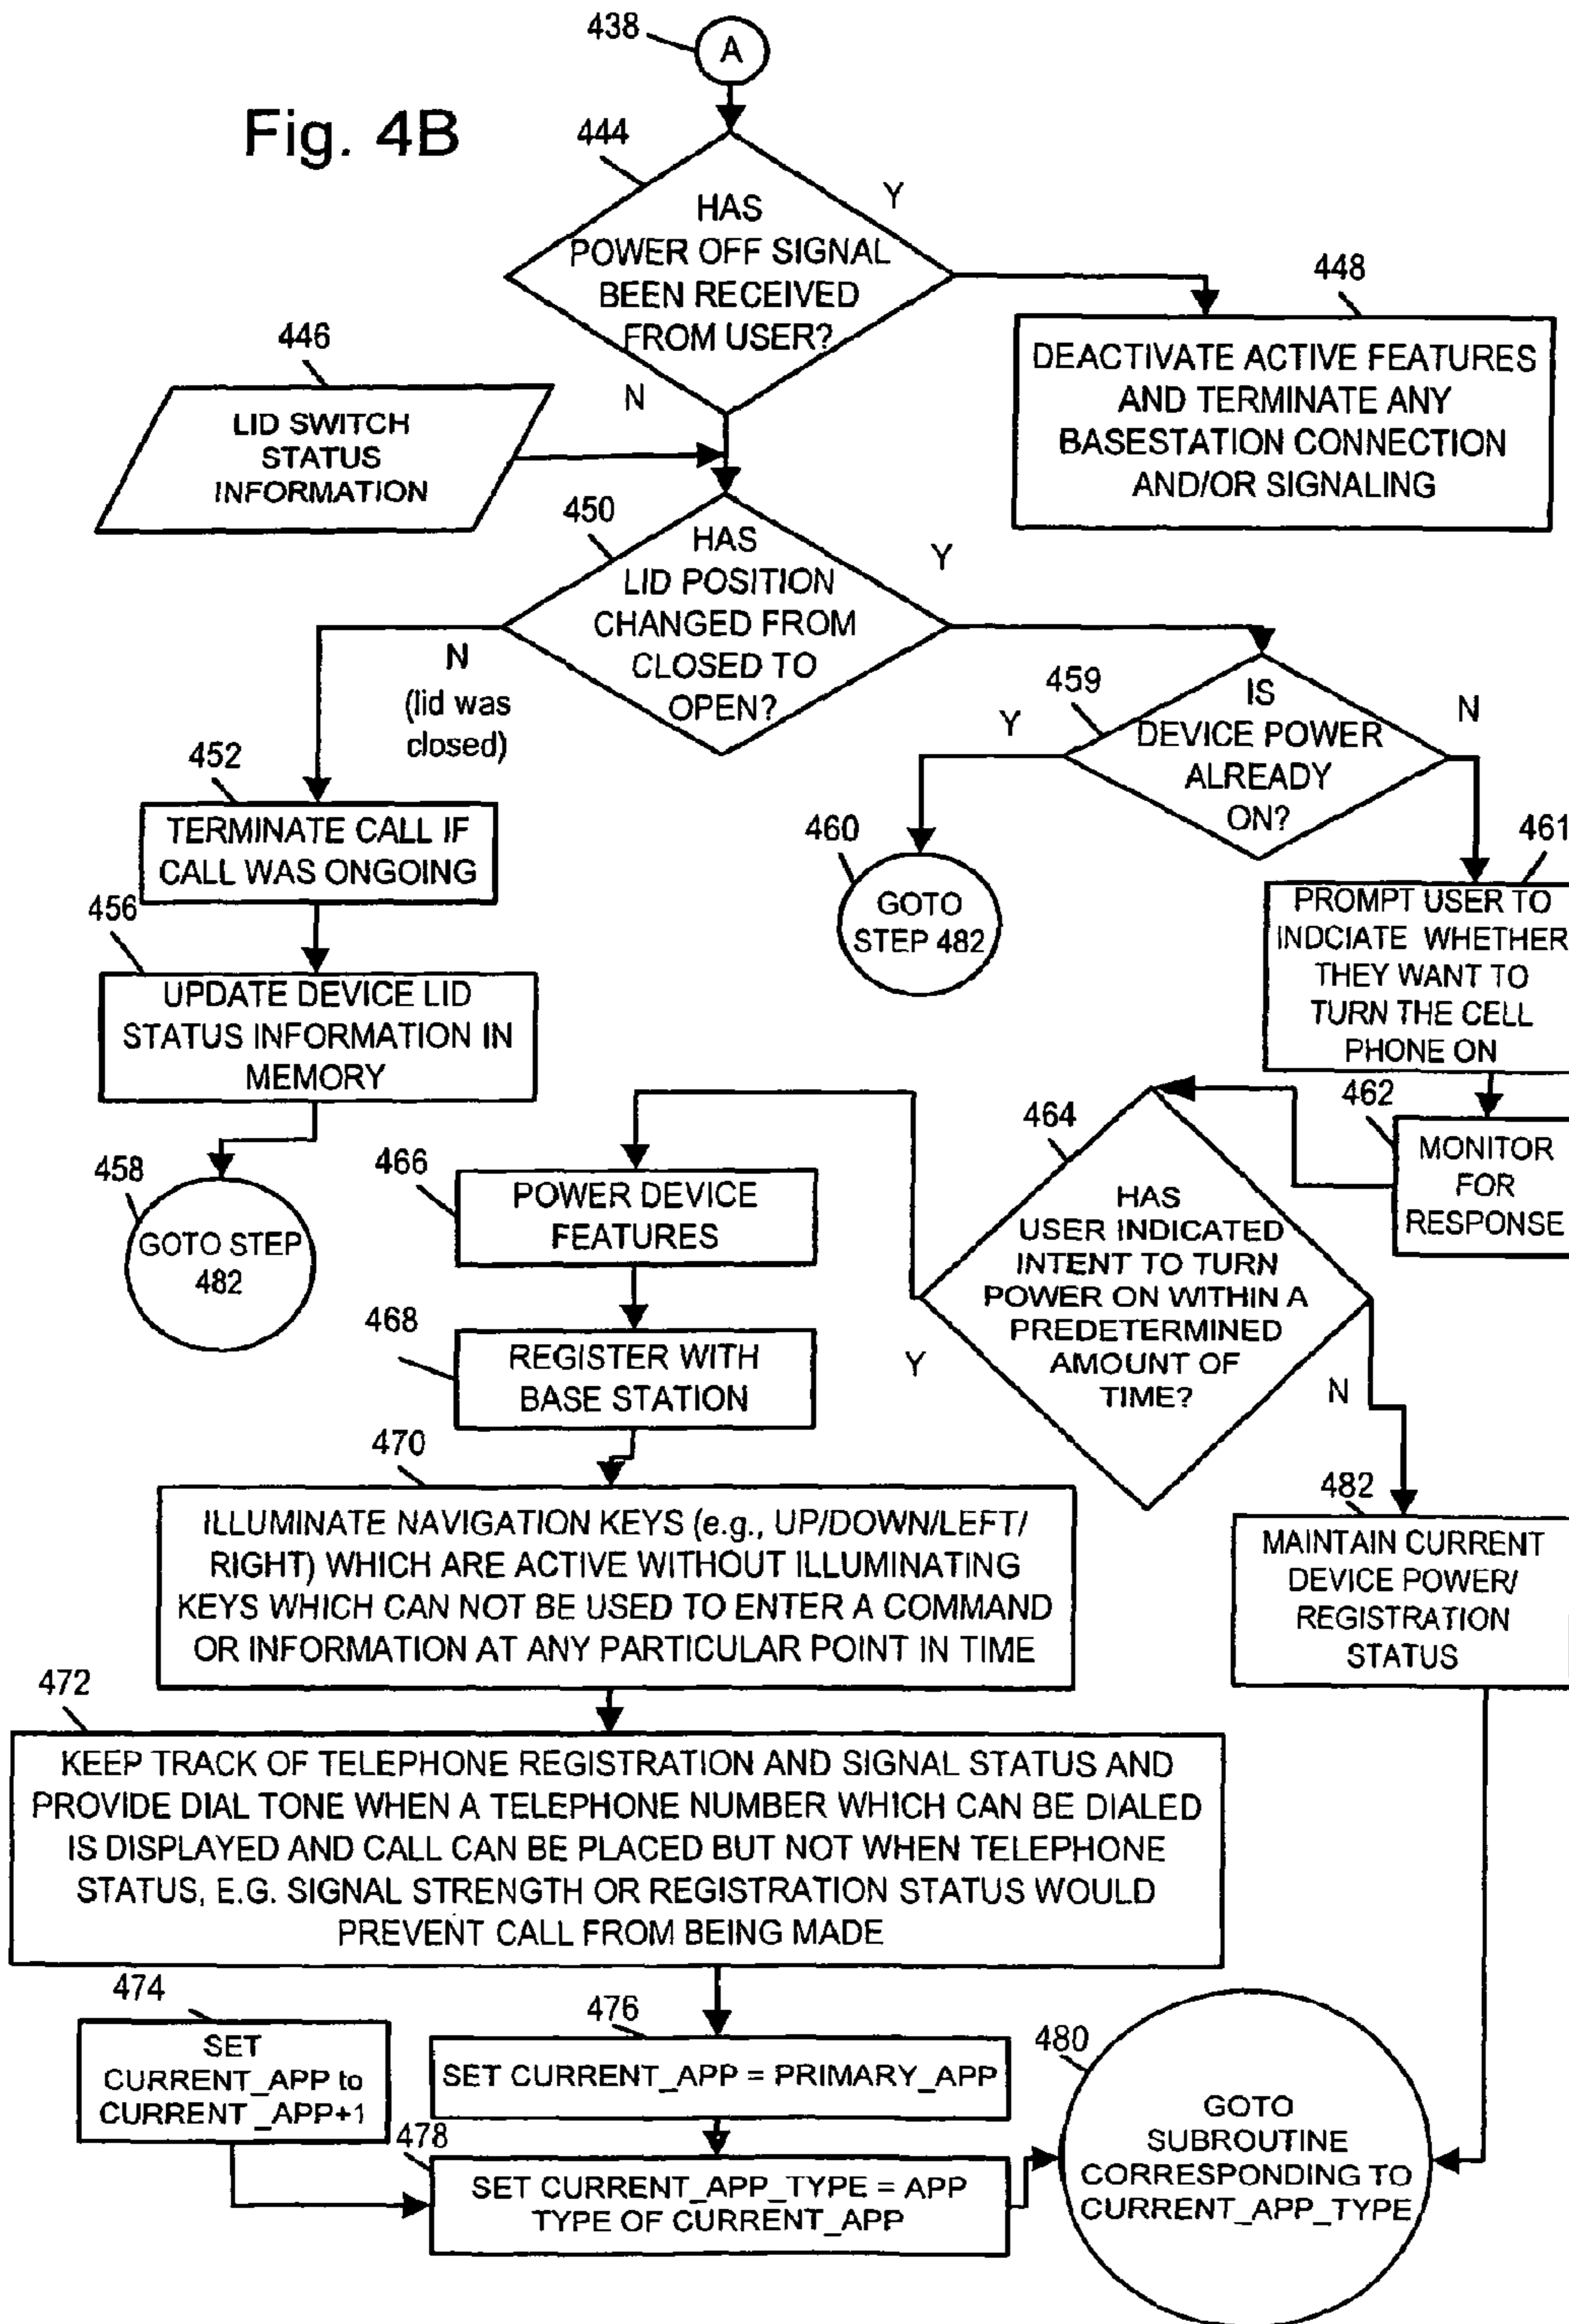 438
A
Fig. 4B
444
HAS
POWER OFF SIGNAL
BEEN RECEIVED
FROM USER?
Y
N
448
DEACTIVATE ACTIVE FEATURES
AND TERMINATE ANY
BASESTATION CONNECTION
AND/OR SIGNALING
446
LID SWITCH
STATUS
INFORMATION
450
HAS
LID POSITION
CHANGED FROM
CLOSED TO
OPEN?
Y
N
(lid was
closed)
452
TERMINATE CALL IF
CALL WAS ONGOING
456
UPDATE DEVICE LID
STATUS INFORMATION IN
MEMORY
458
GOTO STEP
482
459
IS
DEVICE POWER
ALREADY
ON?
Y
N
460
GOTO
STEP 482
461
PROMPT USER TO
INDCIATE WHETHER
THEY WANT TO
TURN THE CELL
PHONE ON
462
MONITOR
FOR
RESPONSE
464
HAS
USER INDICATED
INTENT TO TURN
POWER ON WITHIN A
PREDETERMINED
AMOUNT OF
TIME?
Y
N
466
POWER DEVICE
FEATURES
468
REGISTER WITH
BASE STATION
470
ILLUMINATE NAVIGATION KEYS (e.g., UP/DOWN/LEFT/
RIGHT) WHICH ARE ACTIVE WITHOUT ILLUMINATING
KEYS WHICH CAN NOT BE USED TO ENTER A COMMAND
OR INFORMATION AT ANY PARTICULAR POINT IN TIME
482
MAINTAIN CURRENT
DEVICE POWER/
REGISTRATION
STATUS
472
KEEP TRACK OF TELEPHONE REGISTRATION AND SIGNAL STATUS AND
PROVIDE DIAL TONE WHEN A TELEPHONE NUMBER WHICH CAN BE DIALED
IS DISPLAYED AND CALL CAN BE PLACED BUT NOT WHEN TELEPHONE
STATUS, E.G. SIGNAL STRENGTH OR REGISTRATION STATUS WOULD
PREVENT CALL FROM BEING MADE
474
SET
CURRENT_APP to
CURRENT _APP+1
476
SET CURRENT_APP = PRIMARY_APP
478
SET CURRENT_APP_TYPE = APP
TYPE OF CURRENT_APP
480
GOTO
SUBROUTINE
CORRESPONDING TO
CURRENT_APP_TYPE